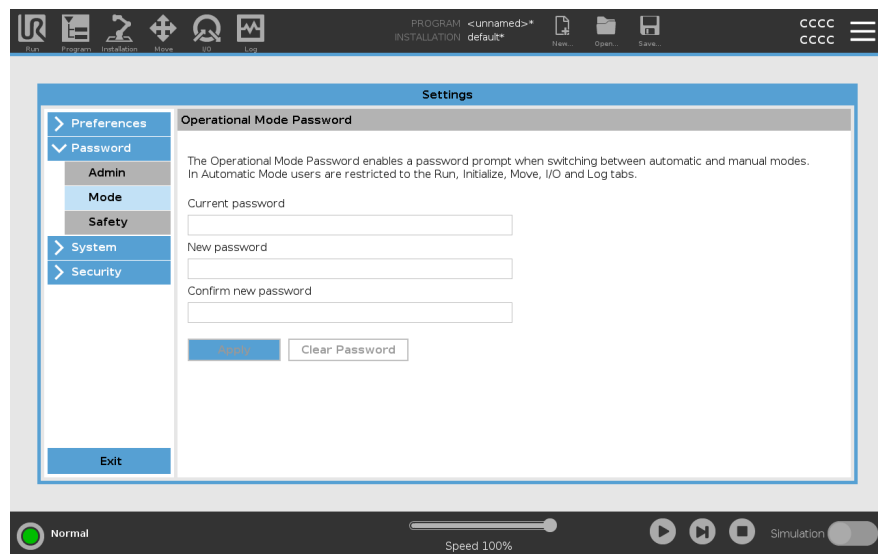 PROGRAM <unnamed>*
INSTALLATION default*
CCCC
CCCC
Run
Program
Installation
Move
I/O
Log
New...
Open...
Save...
Settings
Preferences
Password
Admin
Mode
Safety
System
Security
Exit
Operational Mode Password
The Operational Mode Password enables a password prompt when switching between automatic and manual modes.
In Automatic Mode users are restricted to the Run, Initialize, Move, I/O and Log tabs.
Current password
New password
Confirm new password
Apply
Clear Password
Normal
Speed 100%
Simulation